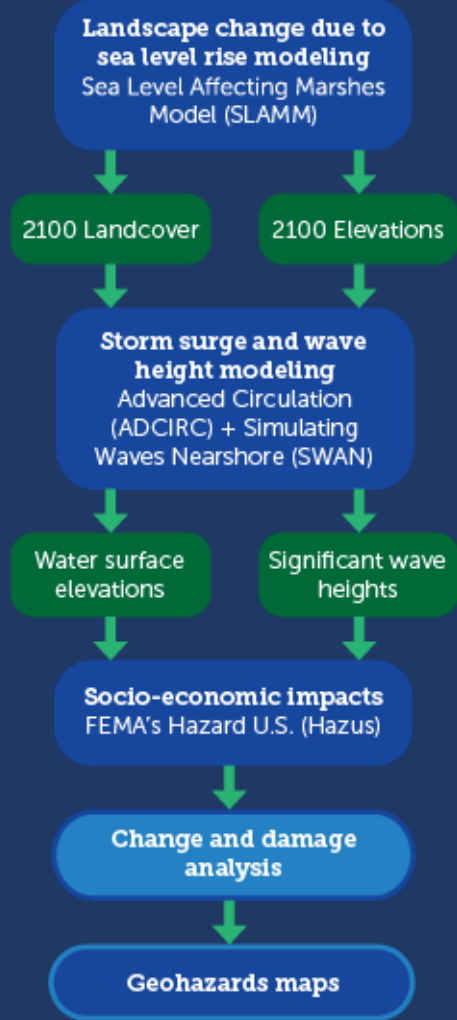 Landscape change due to
sea level rise modeling
Sea Level Affecting Marshes
Model (SLAMM)
2100 Landcover
2100 Elevations
Storm surge and wave
height modeling
Advanced Circulation
(ADCIRC) + Simulating
Waves Nearshore (SWAN)
Water surface
elevations
Significant wave
heights
Socio-economic impacts
FEMA's Hazard U.S. (Hazus)
Change and damage
analysis
Geohazards maps